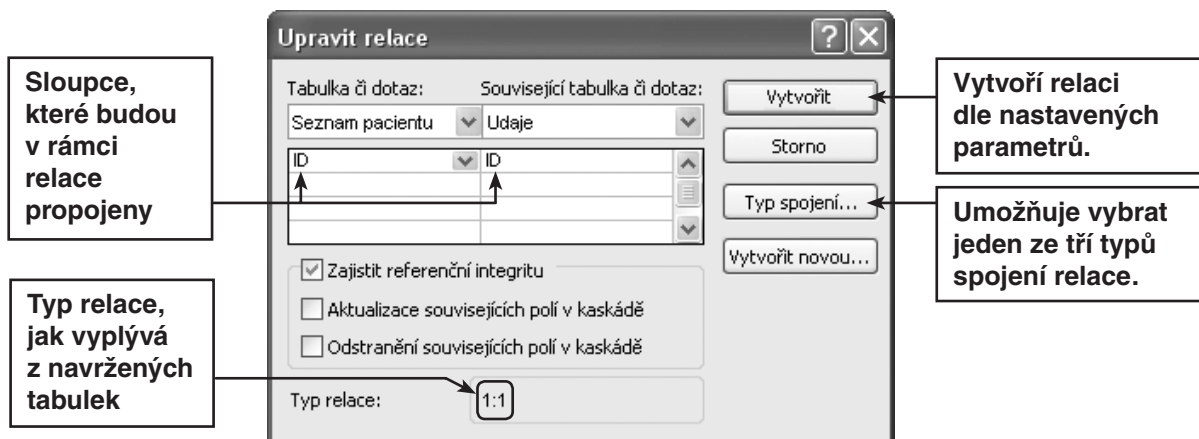 Upravit relace
Sloupce,
které budou
v rámci
relace
propojeny
Tabulka či dotaz:
Související tabulka či dotaz:
Seznam pacientu
Udaje
ID
ID
Vytvořit
Storno
Typ spojení...
Vytvořit novou...
Vytvoří relaci
dle nastavených
parametrů.
Umožňuje vybrat
jeden ze tří typů
spojení relace.
Zajistit referenční integritu
Aktualizace souvisejících polí v kaskádě
Odstranění souvisejících polí v kaskádě
Typ relace,
jak vyplývá
z navržených
tabulek
Typ relace:
1:1